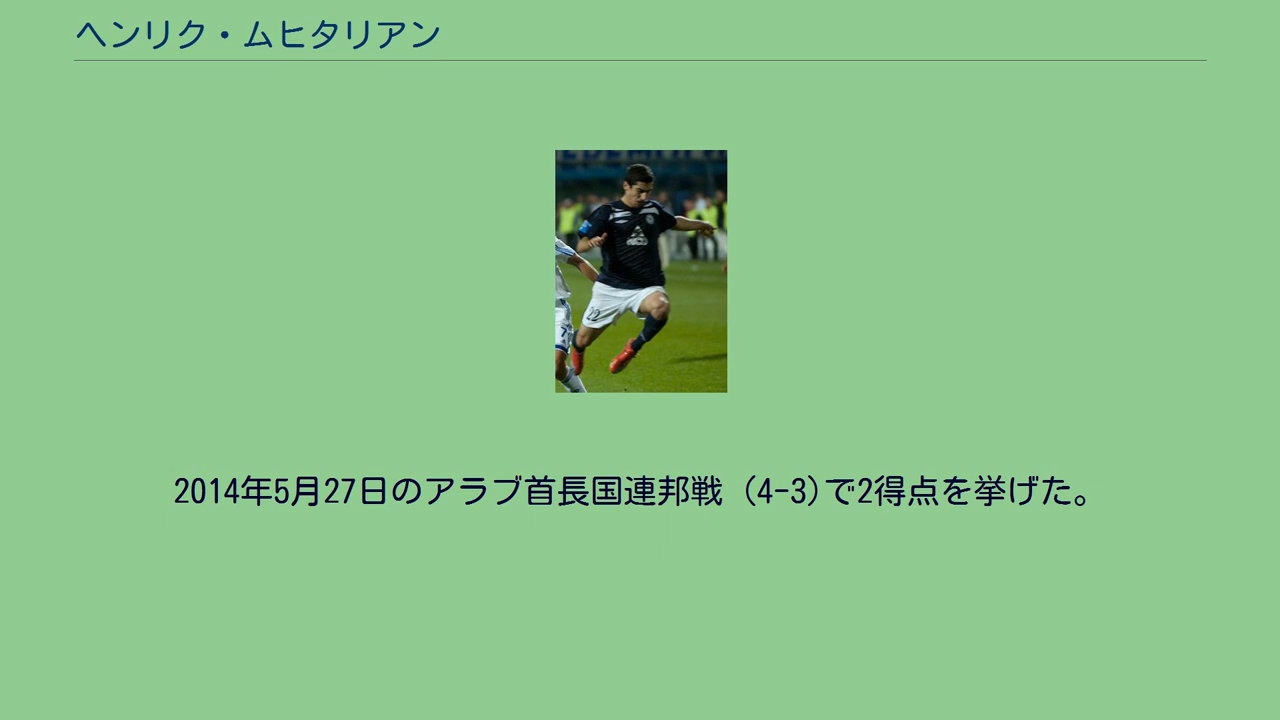 ヘンリク・ムヒタリアン
22
7
2014年5月27日のアラブ首長国連邦戦 (4-3)で2得点を挙げた。